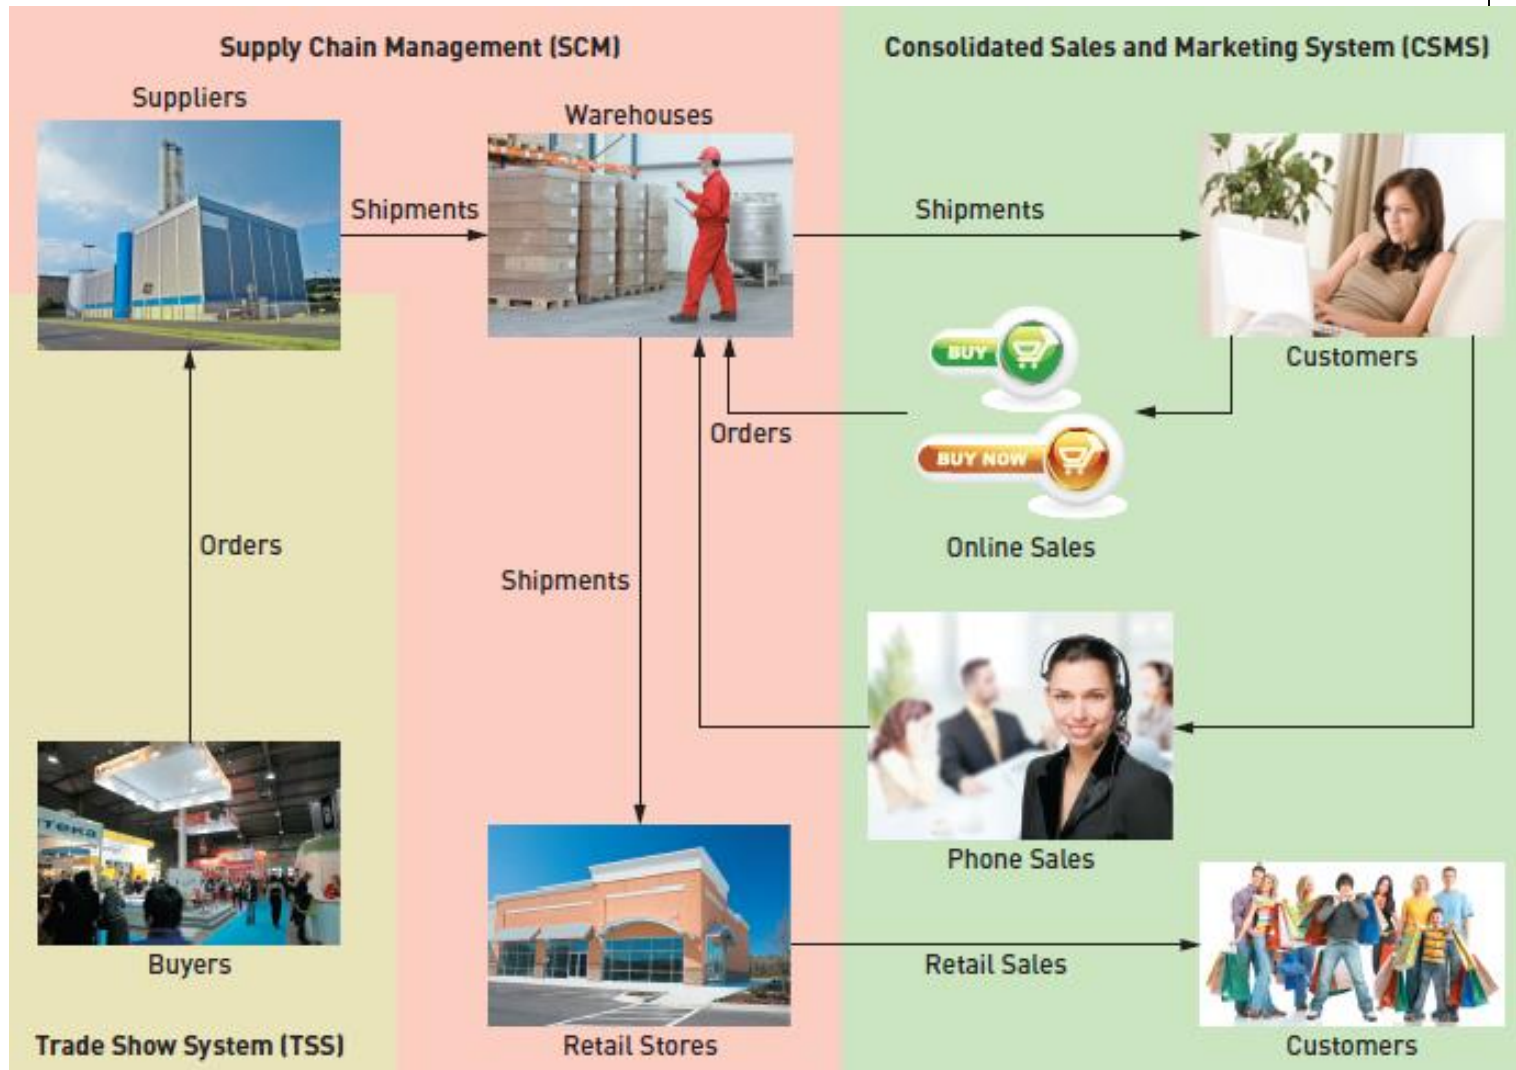 Supply Chain Management (SCM)
Consolidated Sales and Marketing System (CSMS)
Suppliers
Warehouses
Shipments
Shipments
BUY
Customers
Orders
BUY NOW
Orders
Online Sales
Shipments
Phone Sales
Buyers
Retail Sales
Trade Show System (TSS)
Retail Stores
Customers